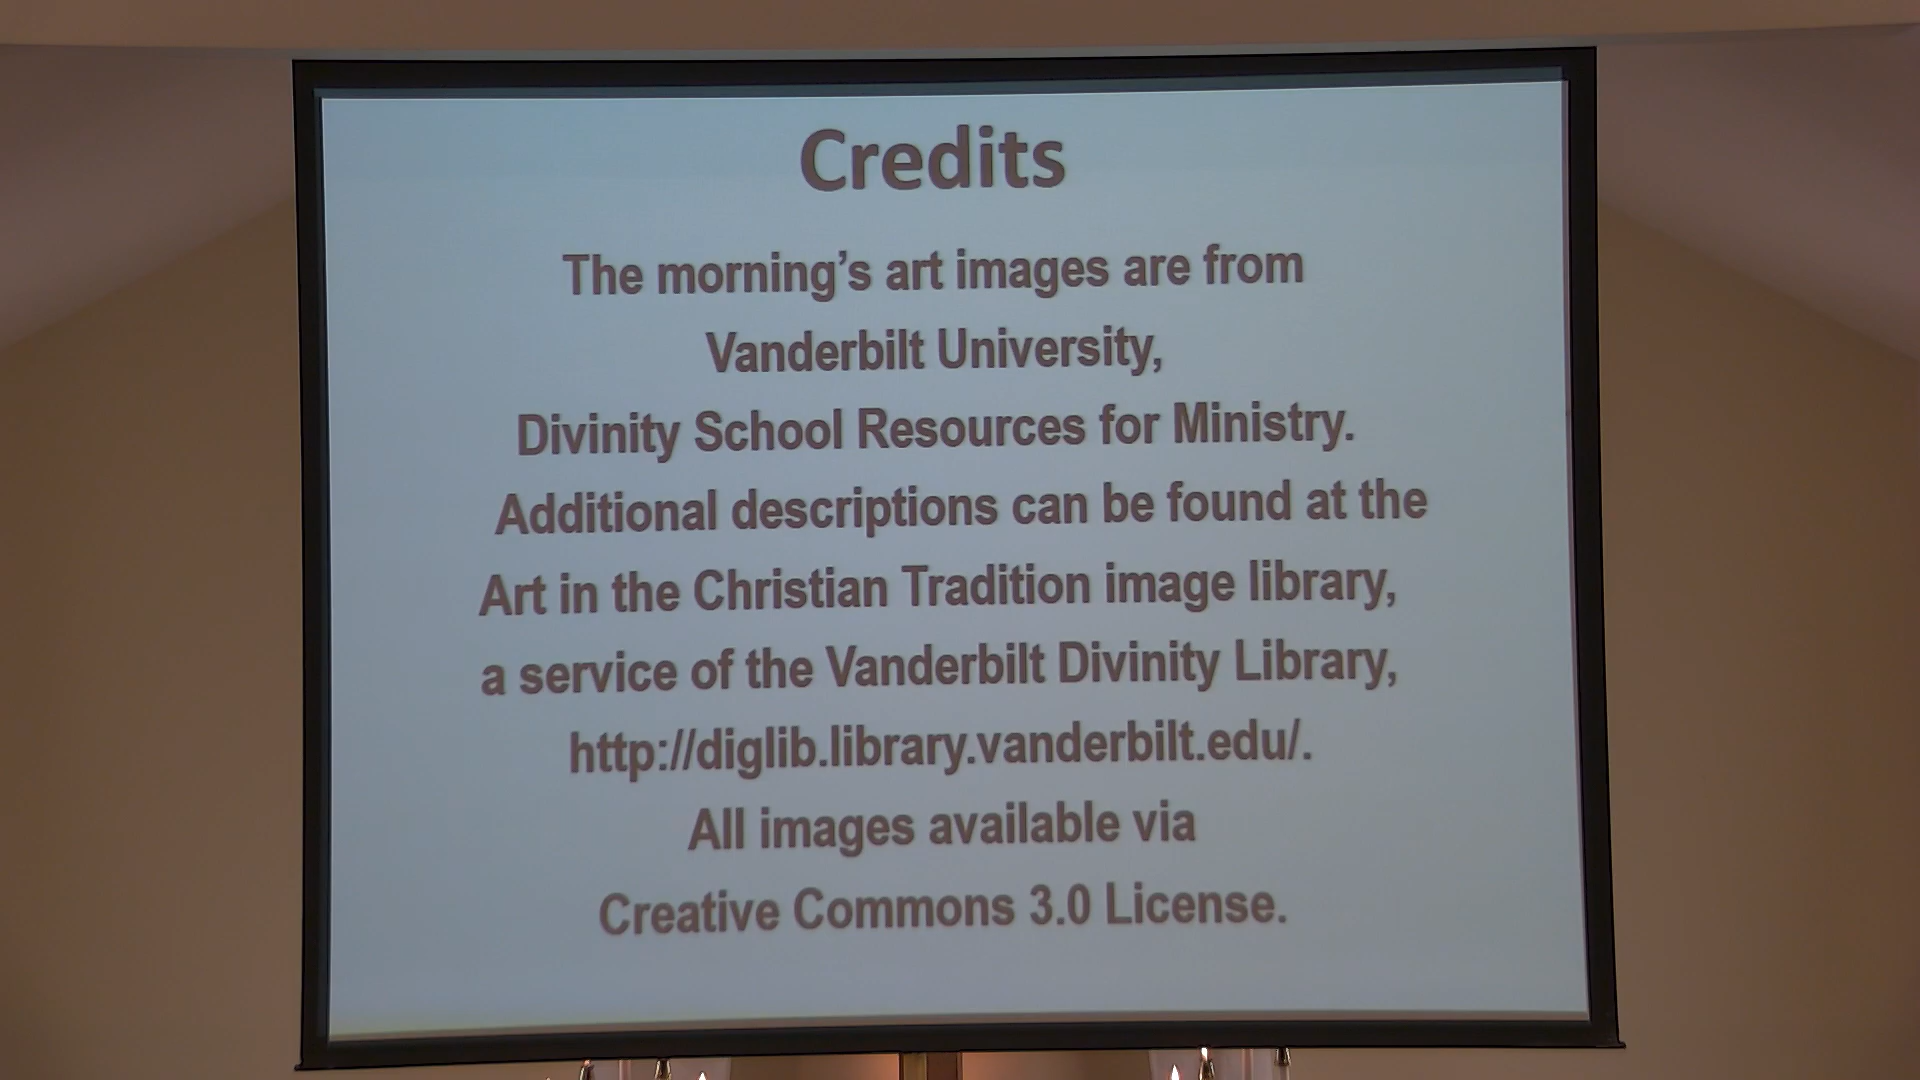 Credits
The morning’s art images are from
Vanderbilt University,
Divinity School Resources for Ministry.
Additional descriptions can be found at the
Art in the Christian Tradition image library,
a service of the Vanderbilt Divinity Library,
http://diglib.library.vanderbilt.edu/.
All images available via
Creative Commons 3.0 License.